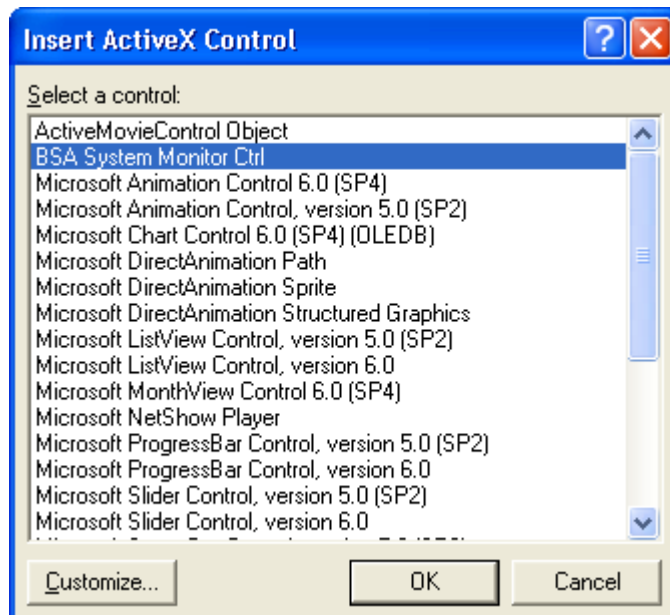 Insert ActiveX Control
Select a control:
ActiveMovieControl Object
BSA System Monitor Ctrl
Microsoft Animation Control 6.0 (SP4)
Microsoft Animation Control, version 5.0 (SP2)
Microsoft Chart Control 6.0 (SP4) (OLEDB)
Microsoft DirectAnimation Path
Microsoft DirectAnimation Sprite
Microsoft DirectAnimation Structured Graphics
Microsoft ListView Control, version 5.0 (SP2)
Microsoft ListView Control, version 6.0
Microsoft MonthView Control 6.0 (SP4)
Microsoft NetShow Player
Microsoft ProgressBar Control, version 5.0 (SP2)
Microsoft ProgressBar Control, version 6.0
Microsoft Slider Control, version 5.0 (SP2)
Microsoft Slider Control, version 6.0
Customize... OK Cancel